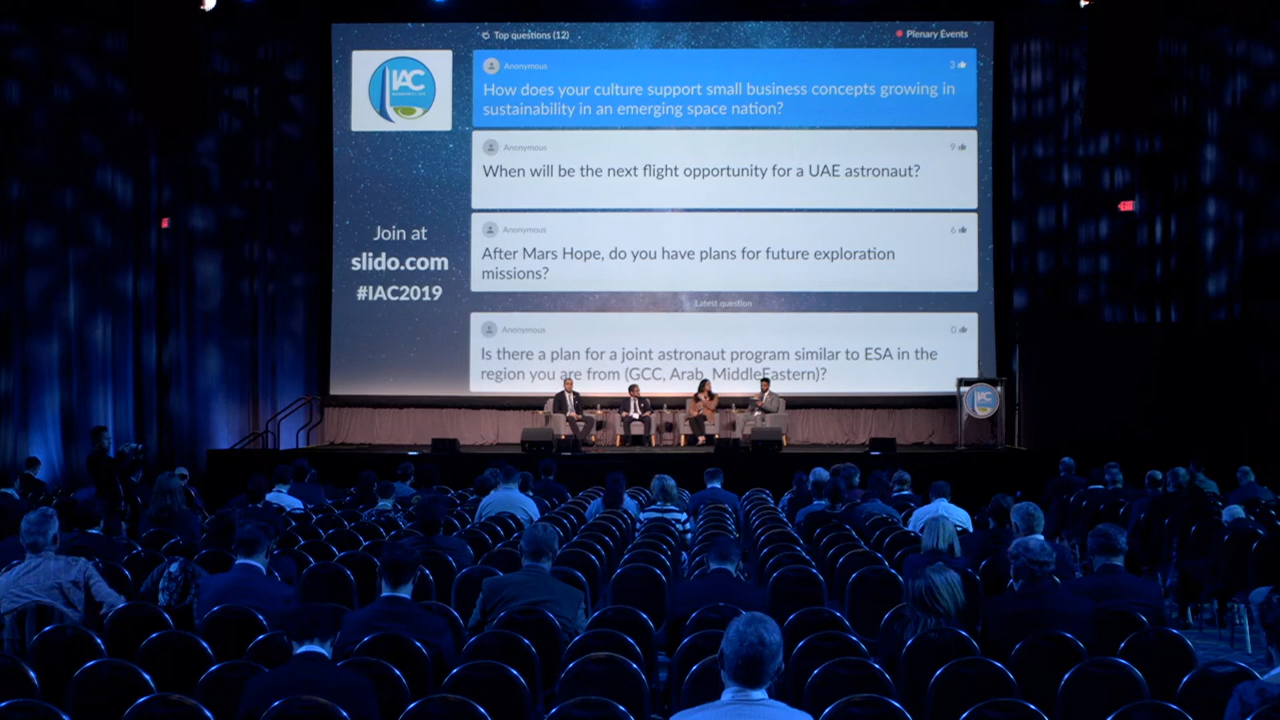 Top questions (12)
Plenary Events
IAC
Anonymous
3
How does your culture support small business concepts growing in
sustainability in an emerging space nation?
Anonymous
9
When will be the next flight opportunity for a UAE astronaut?
Anonymous
6
After Mars Hope, do you have plans for future exploration
missions?
Join at
slido.com
#IAC2019
Latest question
Anonymous
0
Is there a plan for a joint astronaut program similar to ESA in the
region you are from (GCC, Arab, MiddleEastern)?
IAC
EXIT